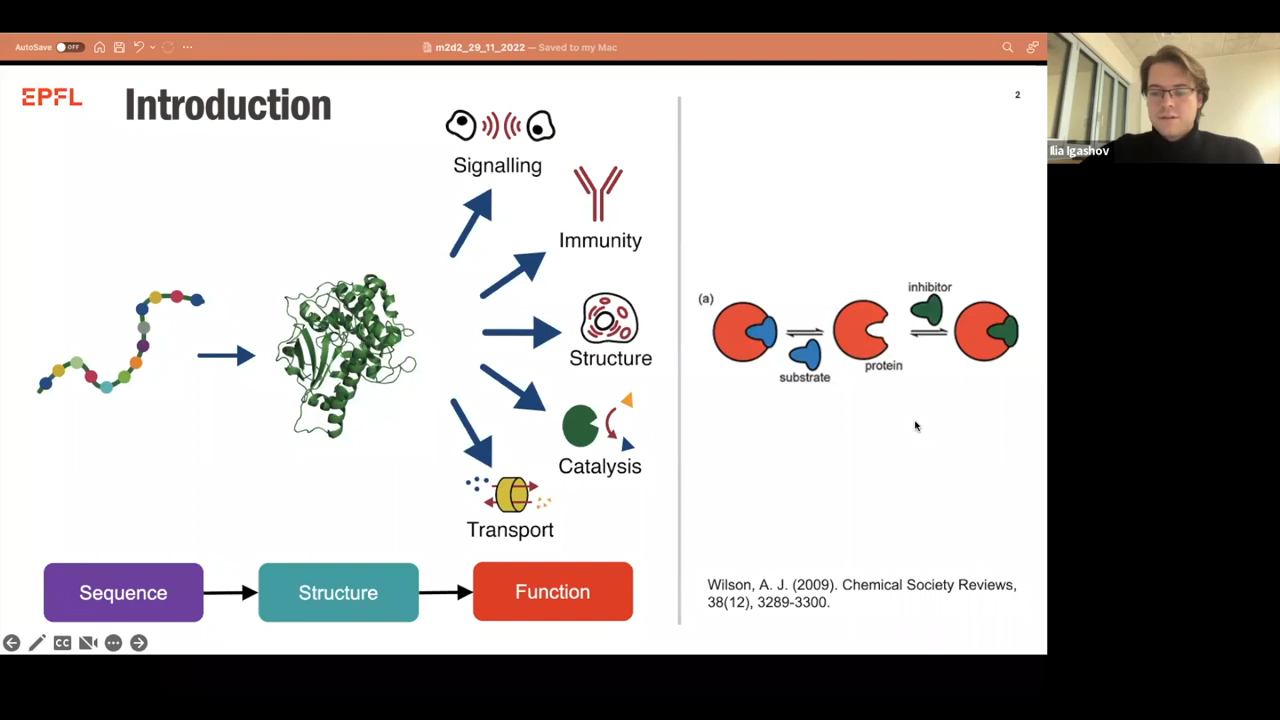 AutoSave OFF
m2d2_29_11_2022 — Saved to my Mac
EPFL
Introduction
2
Signalling
Immunity
Structure
Catalysis
Transport
Sequence
Structure
Function
(a)
inhibitor
substrate
protein
Wilson, A. J. (2009). Chemical Society Reviews,
38(12), 3289-3300.
CC
Ilia Igashov